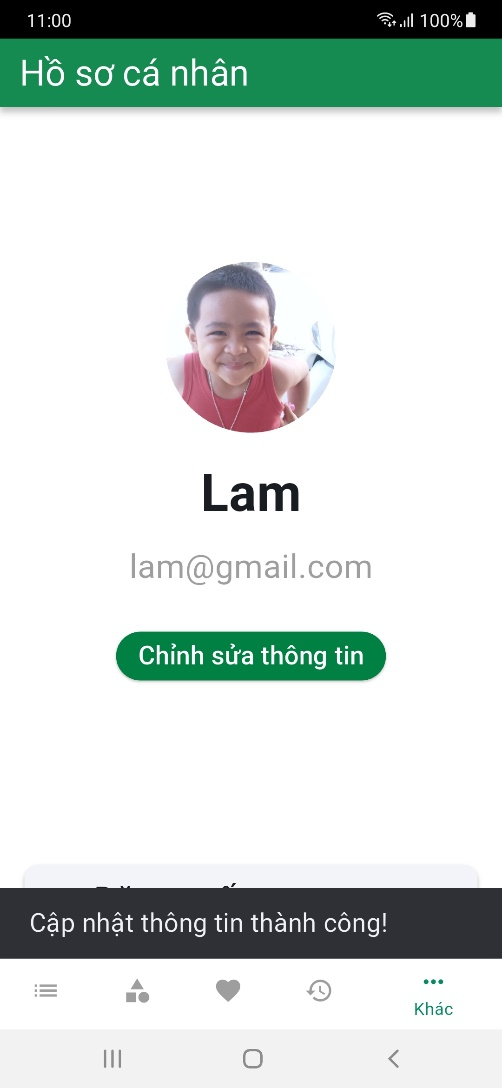 11:00 100%
Hồ sơ cá nhân
Lam
lam@gmail.com
Chỉnh sửa thông tin
Cập nhật thông tin thành công!
Khác